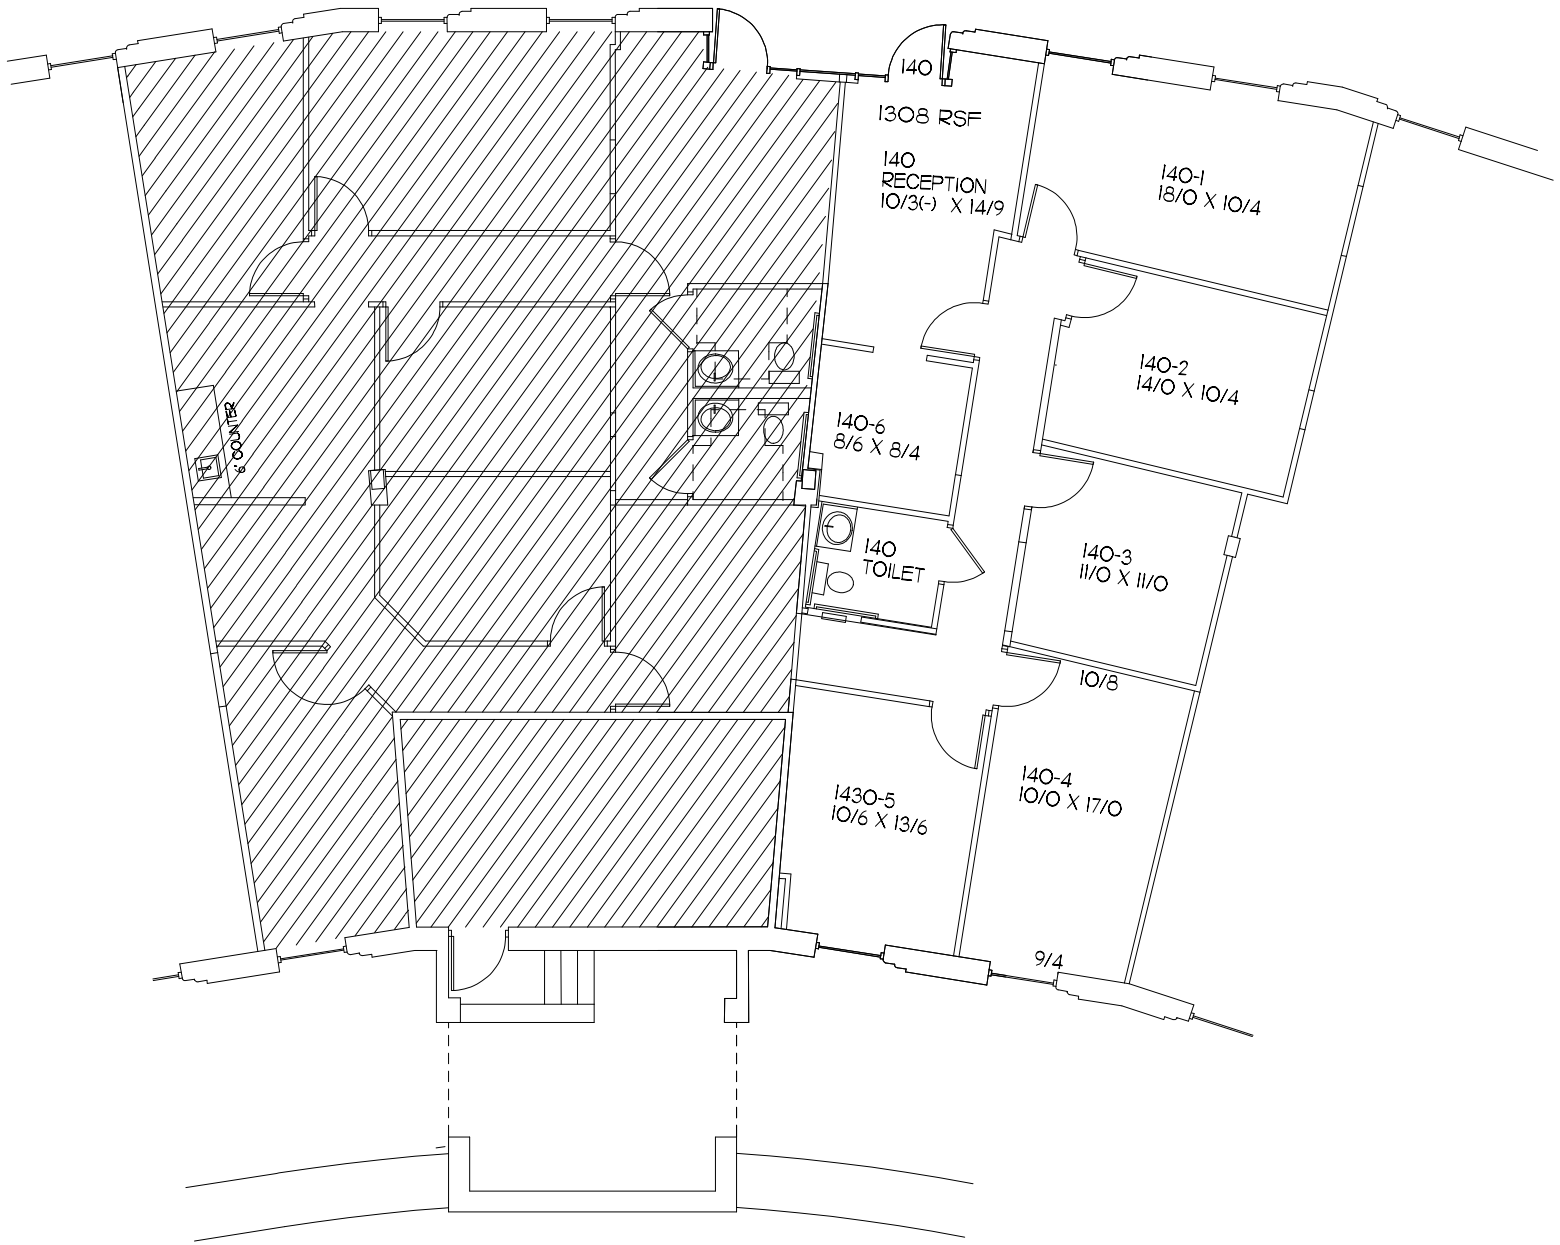 140
1308 RSF
140
RECEPTION
10/3(-) X 14/9
140-1
18/0 X 10/4
140-2
14/0 X 10/4
140-6
8/6 X 8/4
6' COUNTER
140
TOILET
140-3
11/0 X 11/0
10/8
140-4
10/0 X 17/0
1430-5
10/6 X 13/6
9/4